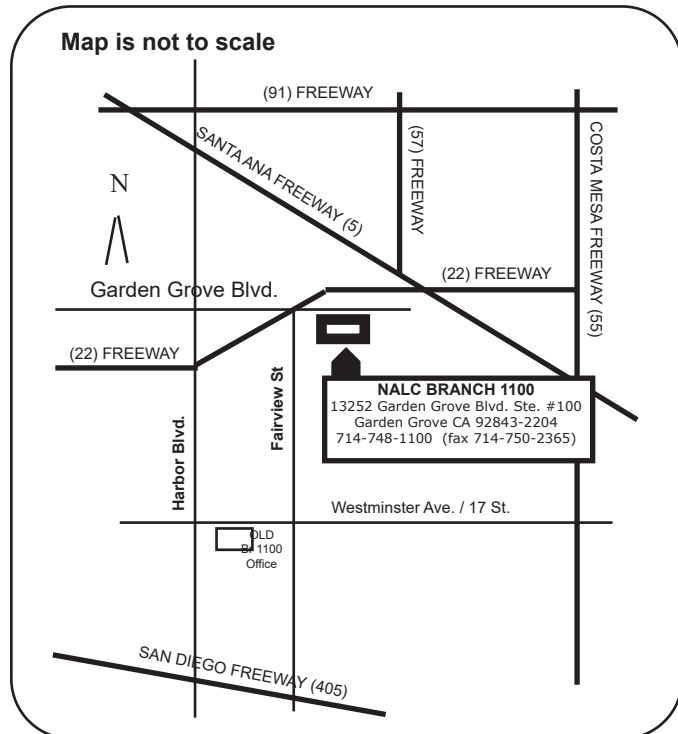 Map is not to scale
(91) FREEWAY
SANTA ANA FREEWAY (5)
(57) FREEWAY
COSTA MESA FREEWAY (55)
N
(22) FREEWAY
Garden Grove Blvd.
(22) FREEWAY
Harbor Blvd.
Fairview St
NALC BRANCH 1100
13252 Garden Grove Blvd. Ste. #100
Garden Grove CA 92843-2204
714-748-1100 (fax 714-750-2365)
Westminster Ave. / 17 St.
OLD
Br 1100
Office
SAN DIEGO FREEWAY (405)